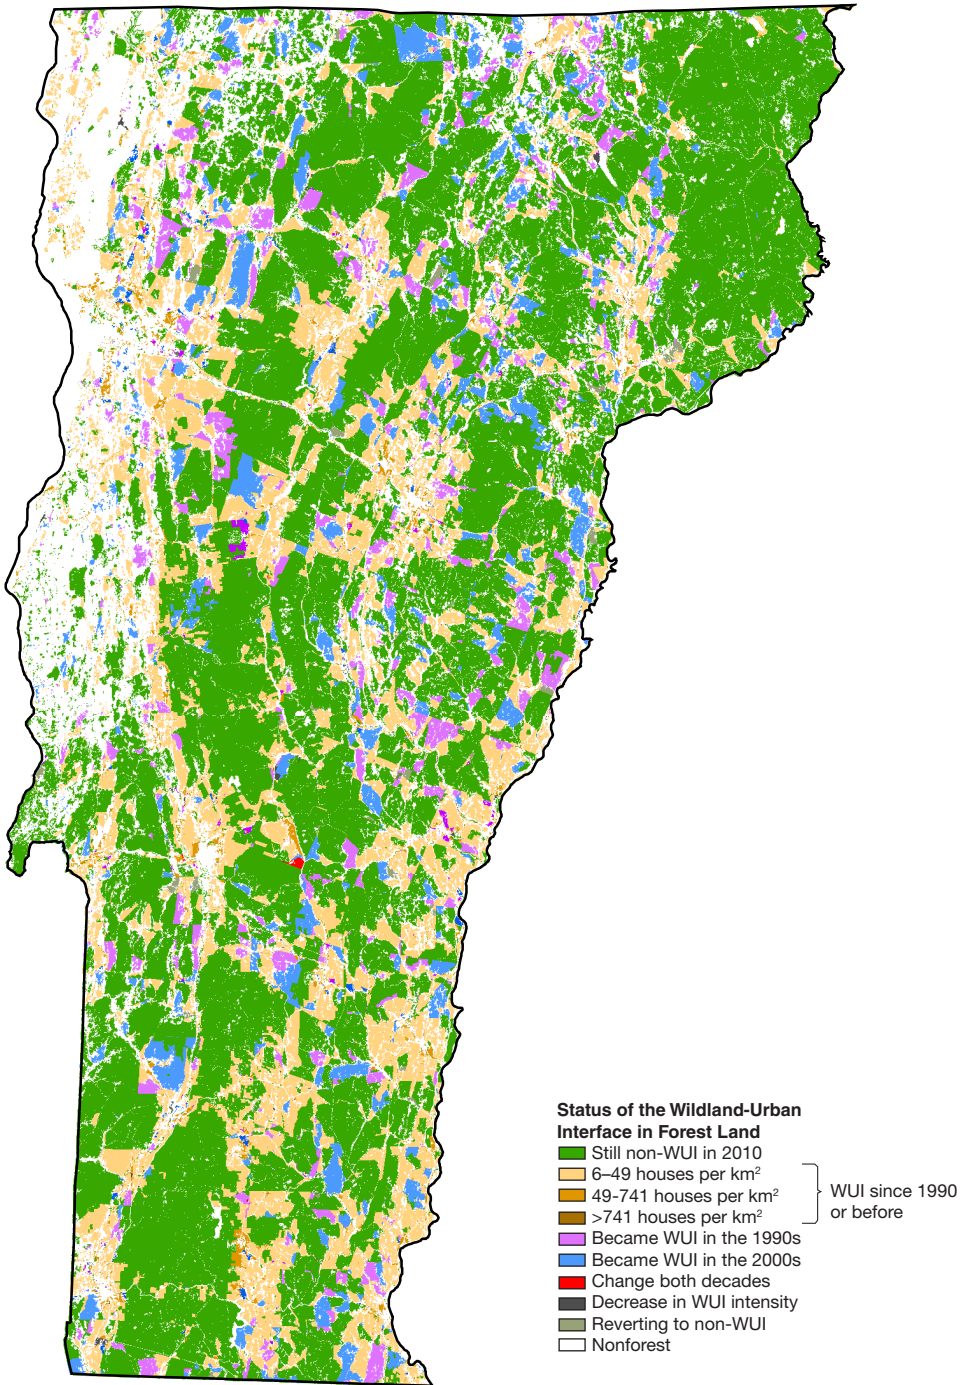 Status of the Wildland-Urban
Interface in Forest Land
Still non-WUI in 2010
6–49 houses per km²
49-741 houses per km²
>741 houses per km²
WUI since 1990
or before
Became WUI in the 1990s
Became WUI in the 2000s
Change both decades
Decrease in WUI intensity
Reverting to non-WUI
Nonforest